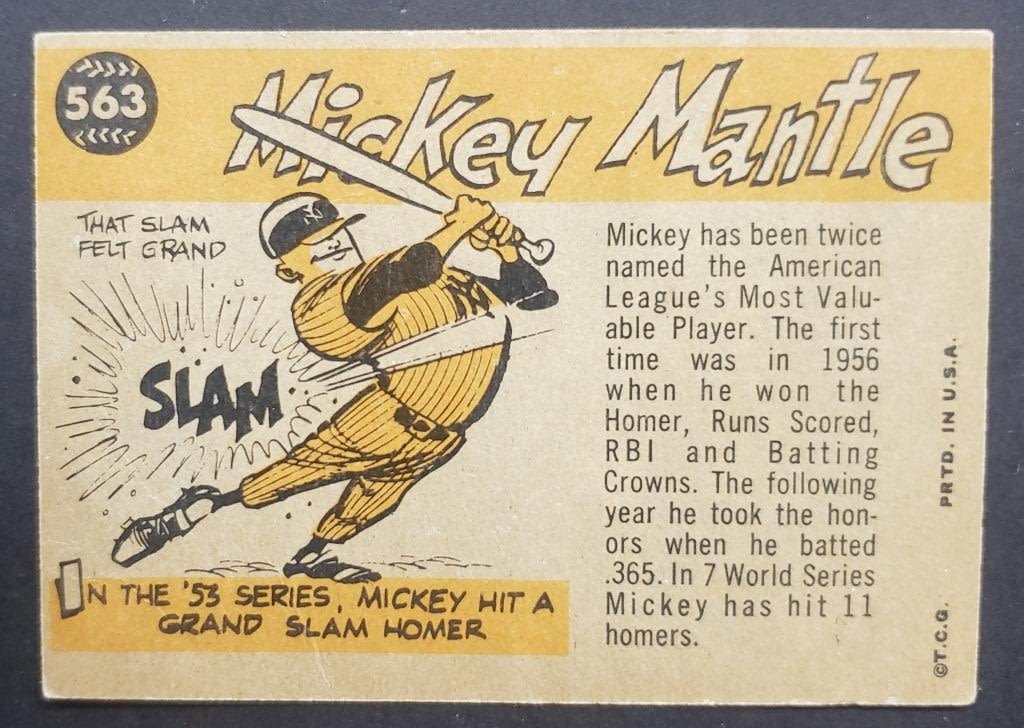 563
Mickey Mantle
THAT SLAM
FELT GRAND
NY
SLAM
IN THE '53 SERIES, MICKEY HIT A
GRAND SLAM HOMER
Mickey has been twice
named the American
League's Most Valu-
able Player. The first
time was in 1956
when he won the
Homer, Runs Scored,
RBI and Batting
Crowns. The following
year he took the hon-
ors when he batted
.365. In 7 World Series
Mickey has hit 11
homers.
©T.C.G. PRTD. IN U.S.A.